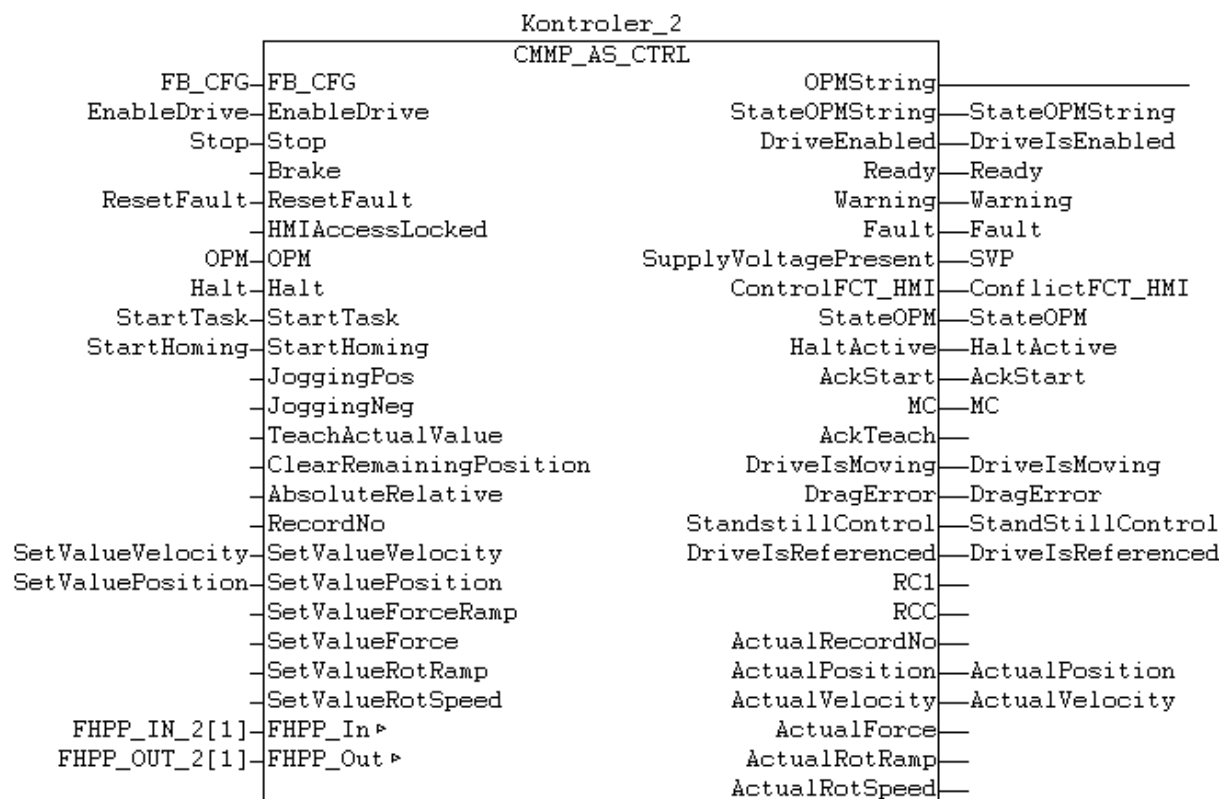 Kontroler_2
CMMP_AS_CTRL
FB_CFG FB_CFG OPMString
EnableDrive EnableDrive StateOPMString StateOPMString
Stop Stop DriveEnabled DriveIsEnabled
Brake Ready Ready
ResetFault ResetFault Warning Warning
HMIAccessLocked Fault Fault
OPM OPM SupplyVoltagePresent SVP
Halt Halt ControlFCT_HMI ConflictFCT_HMI
StartTask StartTask StateOPM StateOPM
StartHoming StartHoming HaltActive HaltActive
JoggingPos AckStart AckStart
JoggingNeg MC MC
TeachActualValue AckTeach
ClearRemainingPosition DriveIsMoving DriveIsMoving
AbsoluteRelative DragError DragError
RecordNo StandstillControl StandStillControl
SetValueVelocity SetValueVelocity DriveIsReferenced DriveIsReferenced
SetValuePosition SetValuePosition RC1
SetValueForceRamp RCC
SetValueForce ActualRecordNo
SetValueRotRamp ActualPosition ActualPosition
SetValueRotSpeed ActualVelocity ActualVelocity
FHPP_IN_2[1] FHPP_In ActualForce
FHPP_OUT_2[1] FHPP_Out ActualRotRamp
ActualRotSpeed